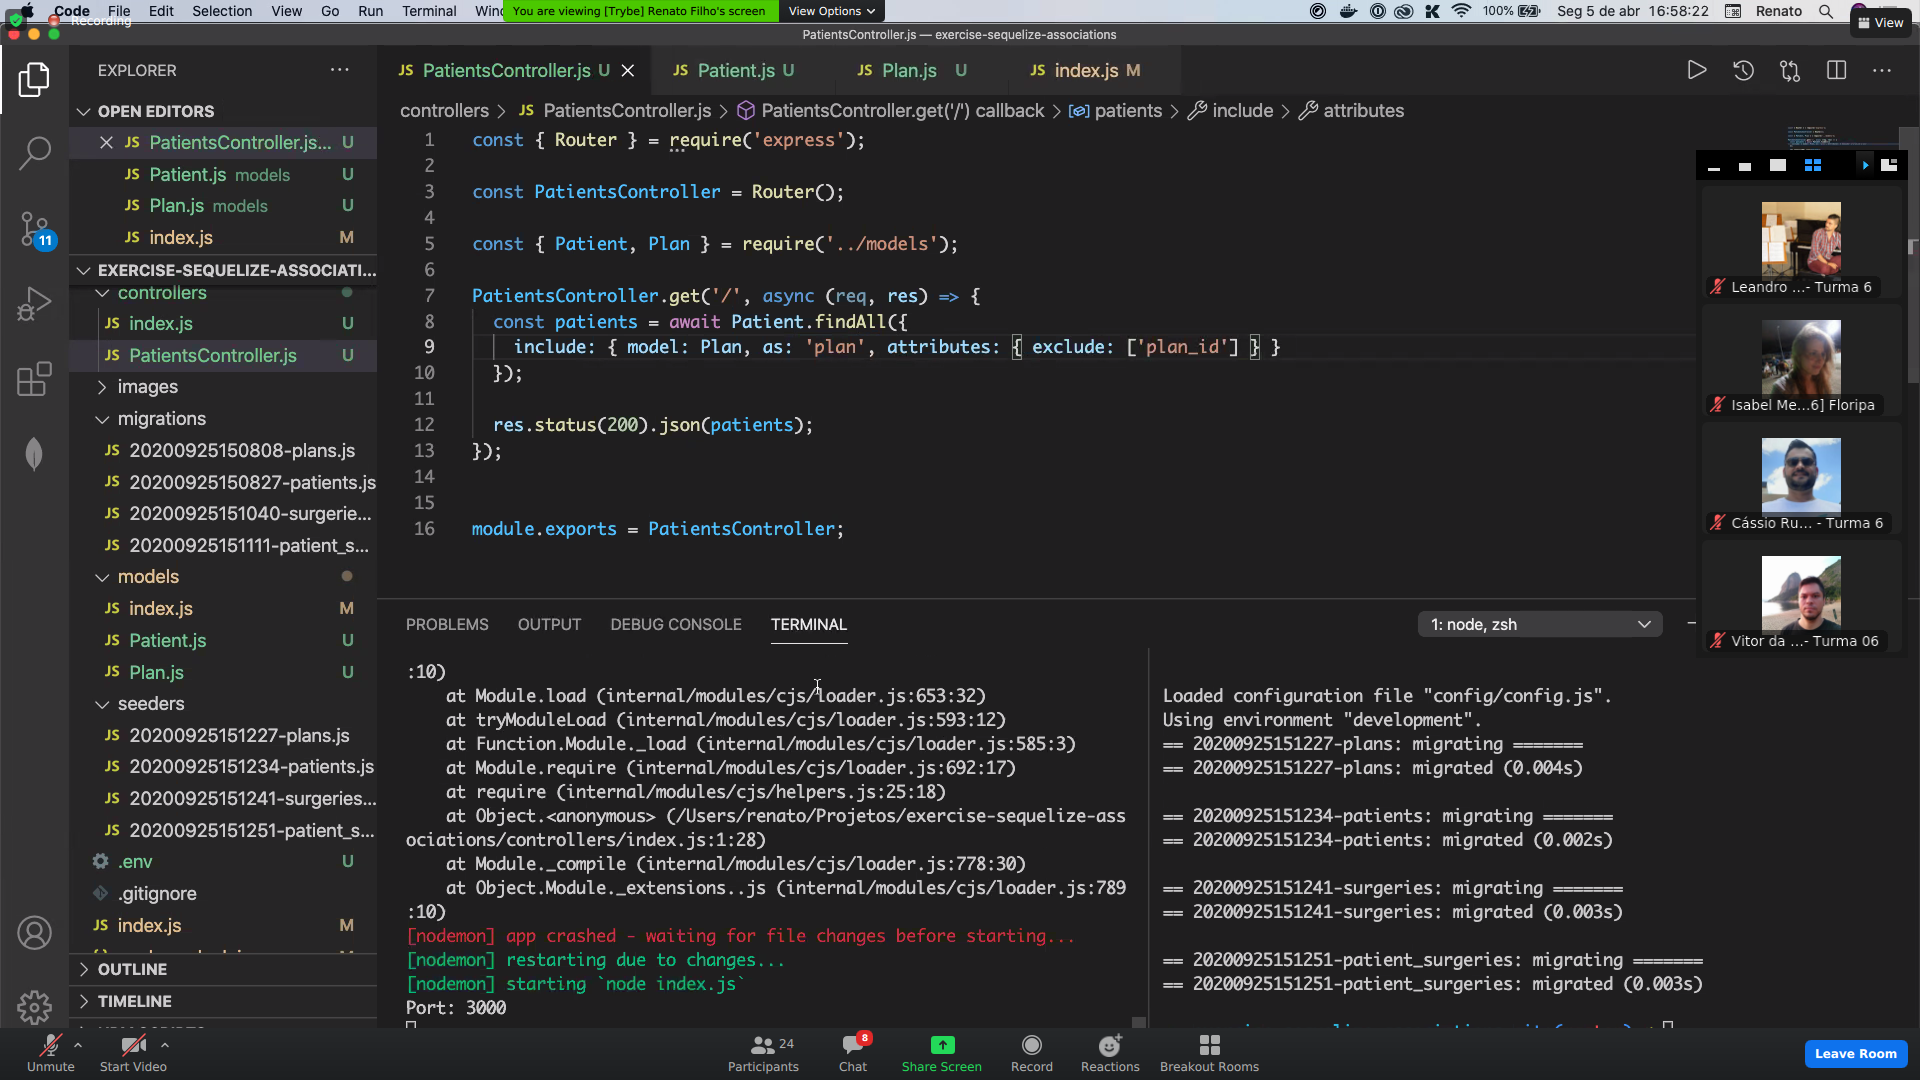 Code File Edit Selection View Go Run Terminal Wind
You are viewing [Trybe] Renato Filho's screen
View Options
100%
Seg 5 de abr 16:58:22
Renato
Recording
View
PatientsController.js — exercise-sequelize-associations
EXPLORER
PatientsController.js U
Patient.js U
Plan.js U
index.js M
OPEN EDITORS
PatientsController.js... U
Patient.js models U
Plan.js models U
index.js M
11
EXERCISE-SEQUELIZE-ASSOCIATI...
controllers
index.js U
PatientsController.js U
images
migrations
20200925150808-plans.js
20200925150827-patients.js
20200925151040-surgerie...
20200925151111-patient_s...
models
index.js M
Patient.js U
Plan.js U
seeders
20200925151227-plans.js
20200925151234-patients.js
20200925151241-surgeries...
20200925151251-patient_s...
.env U
.gitignore
index.js M
OUTLINE
TIMELINE
controllers > JS PatientsController.js > PatientsController.get('/') callback > patients > include > attributes
1 const { Router } = require('express');
2
3 const PatientsController = Router();
4
5 const { Patient, Plan } = require('../models');
6
7 PatientsController.get('/', async (req, res) => {
8 const patients = await Patient.findAll({
9 include: { model: Plan, as: 'plan', attributes: { exclude: ['plan_id'] } }
10 });
11
12 res.status(200).json(patients);
13 });
14
15
16 module.exports = PatientsController;
Leandro ...- Turma 6
Isabel Me...6] Floripa
Cássio Ru... - Turma 6
Vitor da ...- Turma 06
PROBLEMS OUTPUT DEBUG CONSOLE TERMINAL
1: node, zsh
:10)
at Module.load (internal/modules/cjs/loader.js:653:32)
at tryModuleLoad (internal/modules/cjs/loader.js:593:12)
at Function.Module._load (internal/modules/cjs/loader.js:585:3)
at Module.require (internal/modules/cjs/loader.js:692:17)
at require (internal/modules/cjs/helpers.js:25:18)
at Object.<anonymous> (/Users/renato/Projetos/exercise-sequelize-ass
ociations/controllers/index.js:1:28)
at Module._compile (internal/modules/cjs/loader.js:778:30)
at Object.Module._extensions..js (internal/modules/cjs/loader.js:789
:10)
[nodemon] app crashed - waiting for file changes before starting...
[nodemon] restarting due to changes...
[nodemon] starting `node index.js`
Port: 3000
Loaded configuration file "config/config.js".
Using environment "development".
== 20200925151227-plans: migrating =======
== 20200925151227-plans: migrated (0.004s)
== 20200925151234-patients: migrating =======
== 20200925151234-patients: migrated (0.002s)
== 20200925151241-surgeries: migrating =======
== 20200925151241-surgeries: migrated (0.003s)
== 20200925151251-patient_surgeries: migrating =======
== 20200925151251-patient_surgeries: migrated (0.003s)
Unmute
Start Video
24
Participants
8
Chat
Share Screen
Record
Reactions
Breakout Rooms
Leave Room